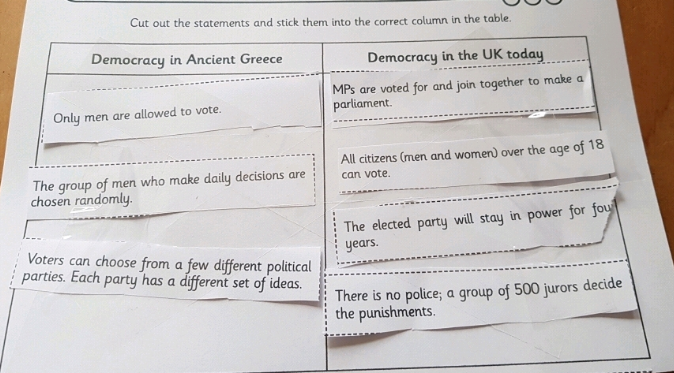 Cut out the statements and stick them into the correct column in the table.
Democracy in Ancient Greece
Democracy in the UK today
Only men are allowed to vote.
The group of men who make daily decisions are
chosen randomly.
Voters can choose from a few different political
parties. Each party has a different set of ideas.
MPs are voted for and join together to make a
parliament.
All citizens (men and women) over the age of 18
can vote.
The elected party will stay in power for fou
years.
There is no police; a group of 500 jurors decide
the punishments.